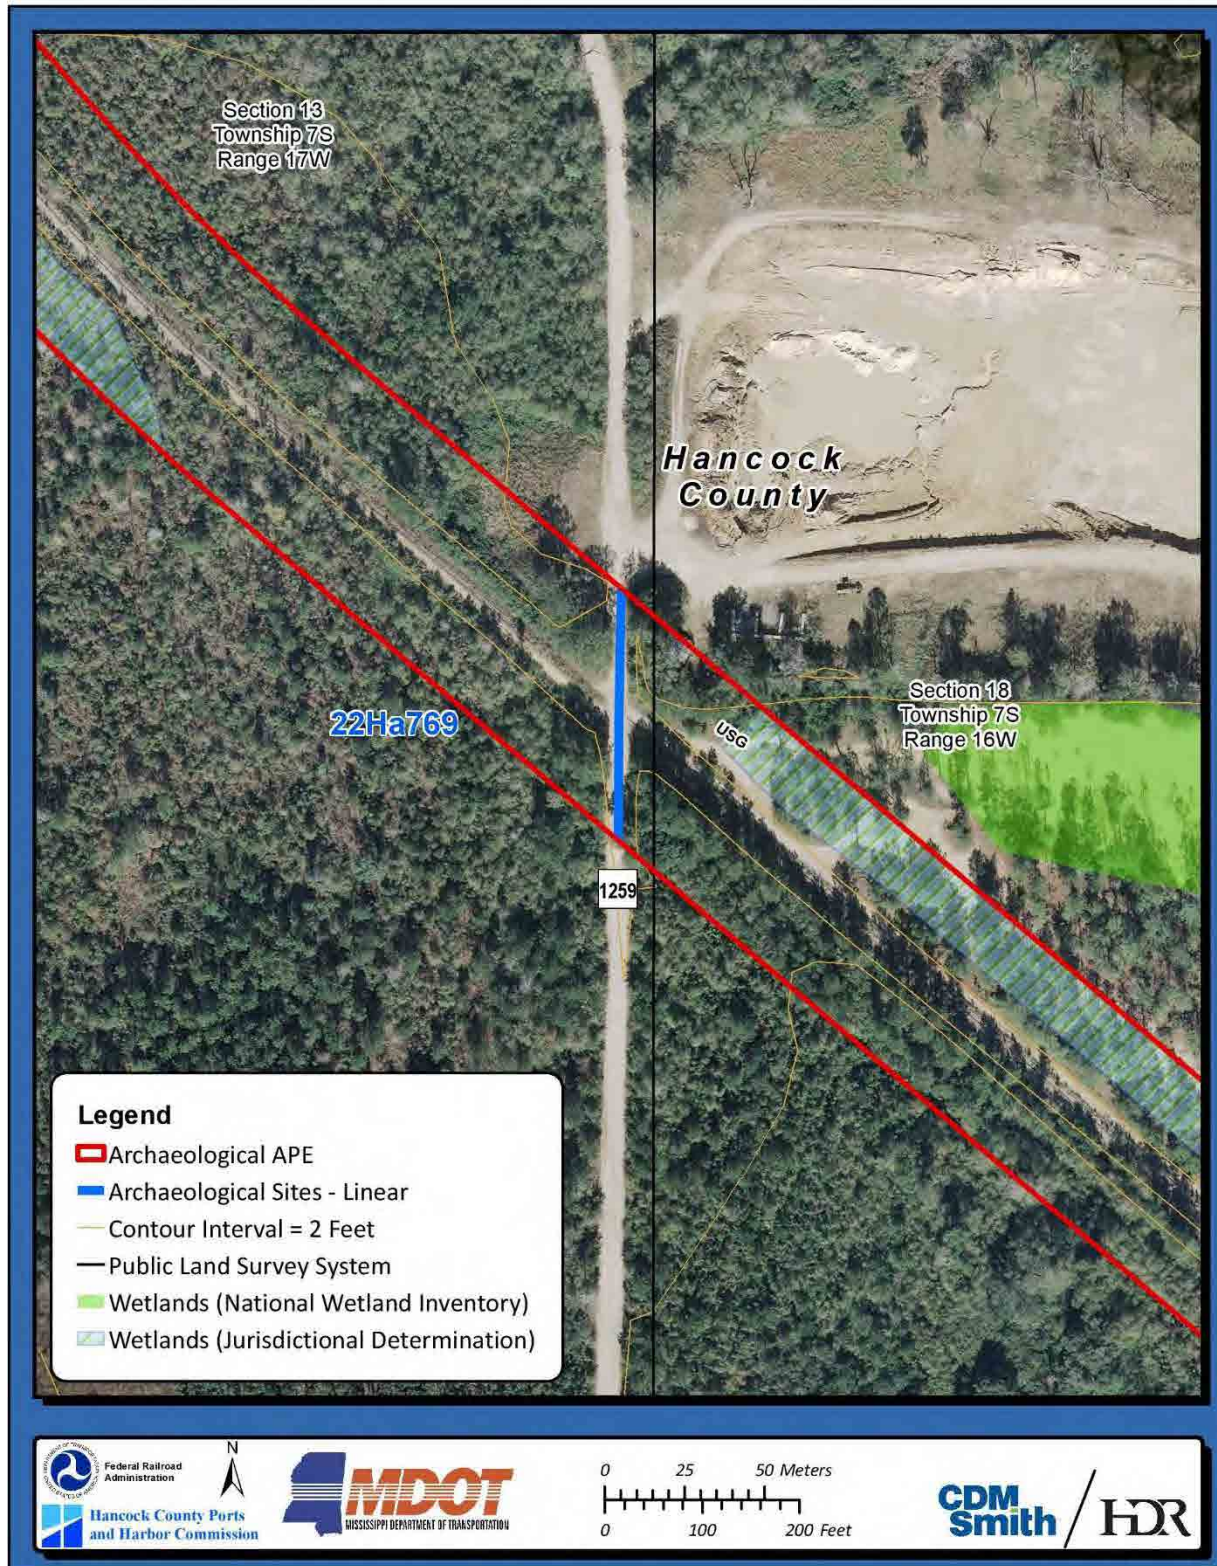 Section 13
Township 7S
Range 17W
Hancock
County
22Ha769
Section 18
Township 7S
Range 16W
USG
1259
Legend
Archaeological APE
Archaeological Sites - Linear
Contour Interval = 2 Feet
Public Land Survey System
Wetlands (National Wetland Inventory)
Wetlands (Jurisdictional Determination)
Federal Railroad
Administration
N
Hancock County Ports
and Harbor Commission
MDOT
MISSISSIPPI DEPARTMENT OF TRANSPORTATION
0 25 50 Meters
0 100 200 Feet
CDM
Smith
HDR